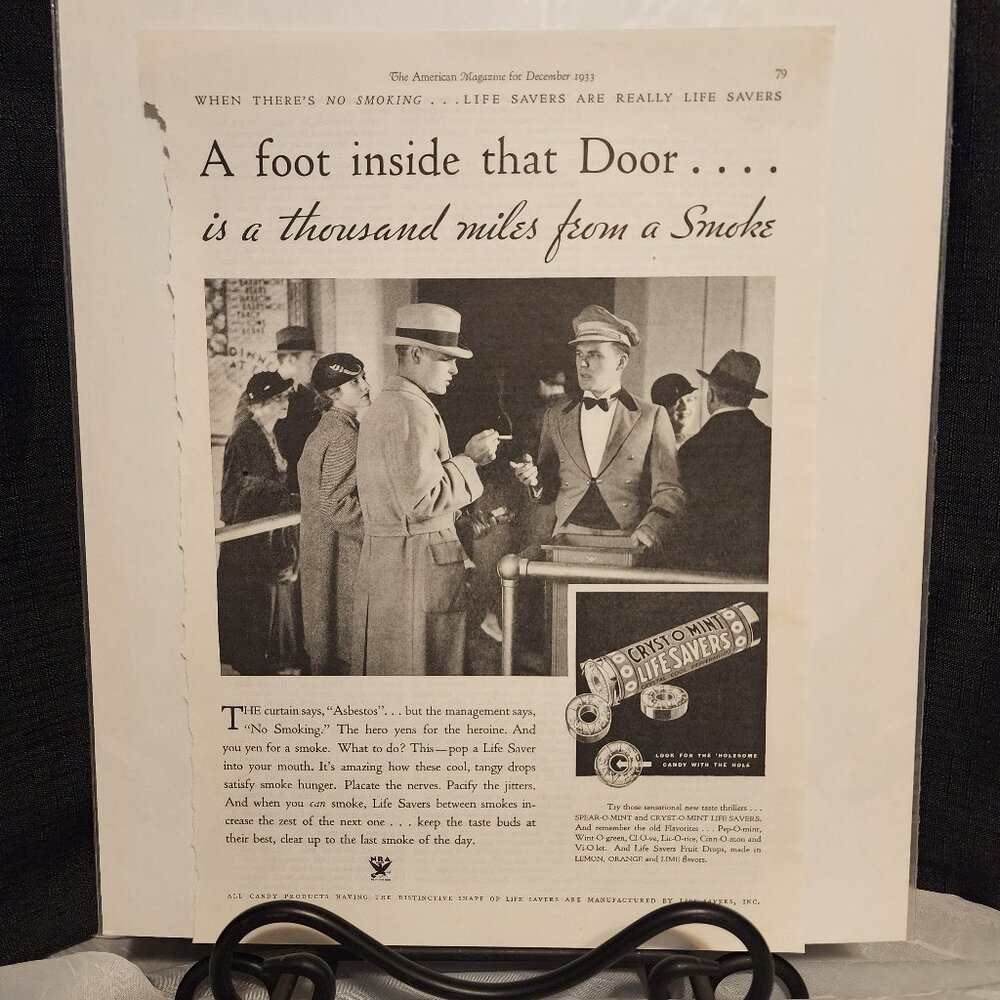 The American Magazine for December 1933
79
WHEN THERE'S NO SMOKING . . . LIFE SAVERS ARE REALLY LIFE SAVERS
A foot inside that Door . . . .
is a thousand miles from a Smoke
DINN
AT
CRYST-O-MINT
LIFE SAVERS
LOOK FOR THE 'HOLESOME
CANDY WITH THE HOLE
THE curtain says, "Asbestos" . . . but the management says,
"No Smoking." The hero yens for the heroine. And
you yen for a smoke. What to do? This—pop a Life Saver
into your mouth. It's amazing how these cool, tangy drops
satisfy smoke hunger. Placate the nerves. Pacify the jitters.
And when you can smoke, Life Savers between smokes in-
crease the zest of the next one . . . keep the taste buds at
their best, clear up to the last smoke of the day.
NRA
Try those sensational new taste thrillers . . .
SPEAR-O-MINT and CRYST-O-MINT LIFE SAVERS.
And remember the old Flavorites . . . Pep-O-mint,
Wint-O-green, Cl-O-ve, Lic-O-rice, Cinn-O-mon and
Vi-O-let. And Life Savers Fruit Drops, made in
LEMON, ORANGE and LIME flavors.
ALL CANDY PRODUCTS HAVING THE DISTINCTIVE SHAPE OF LIFE SAVERS ARE MANUFACTURED BY LIFE SAVERS, INC.